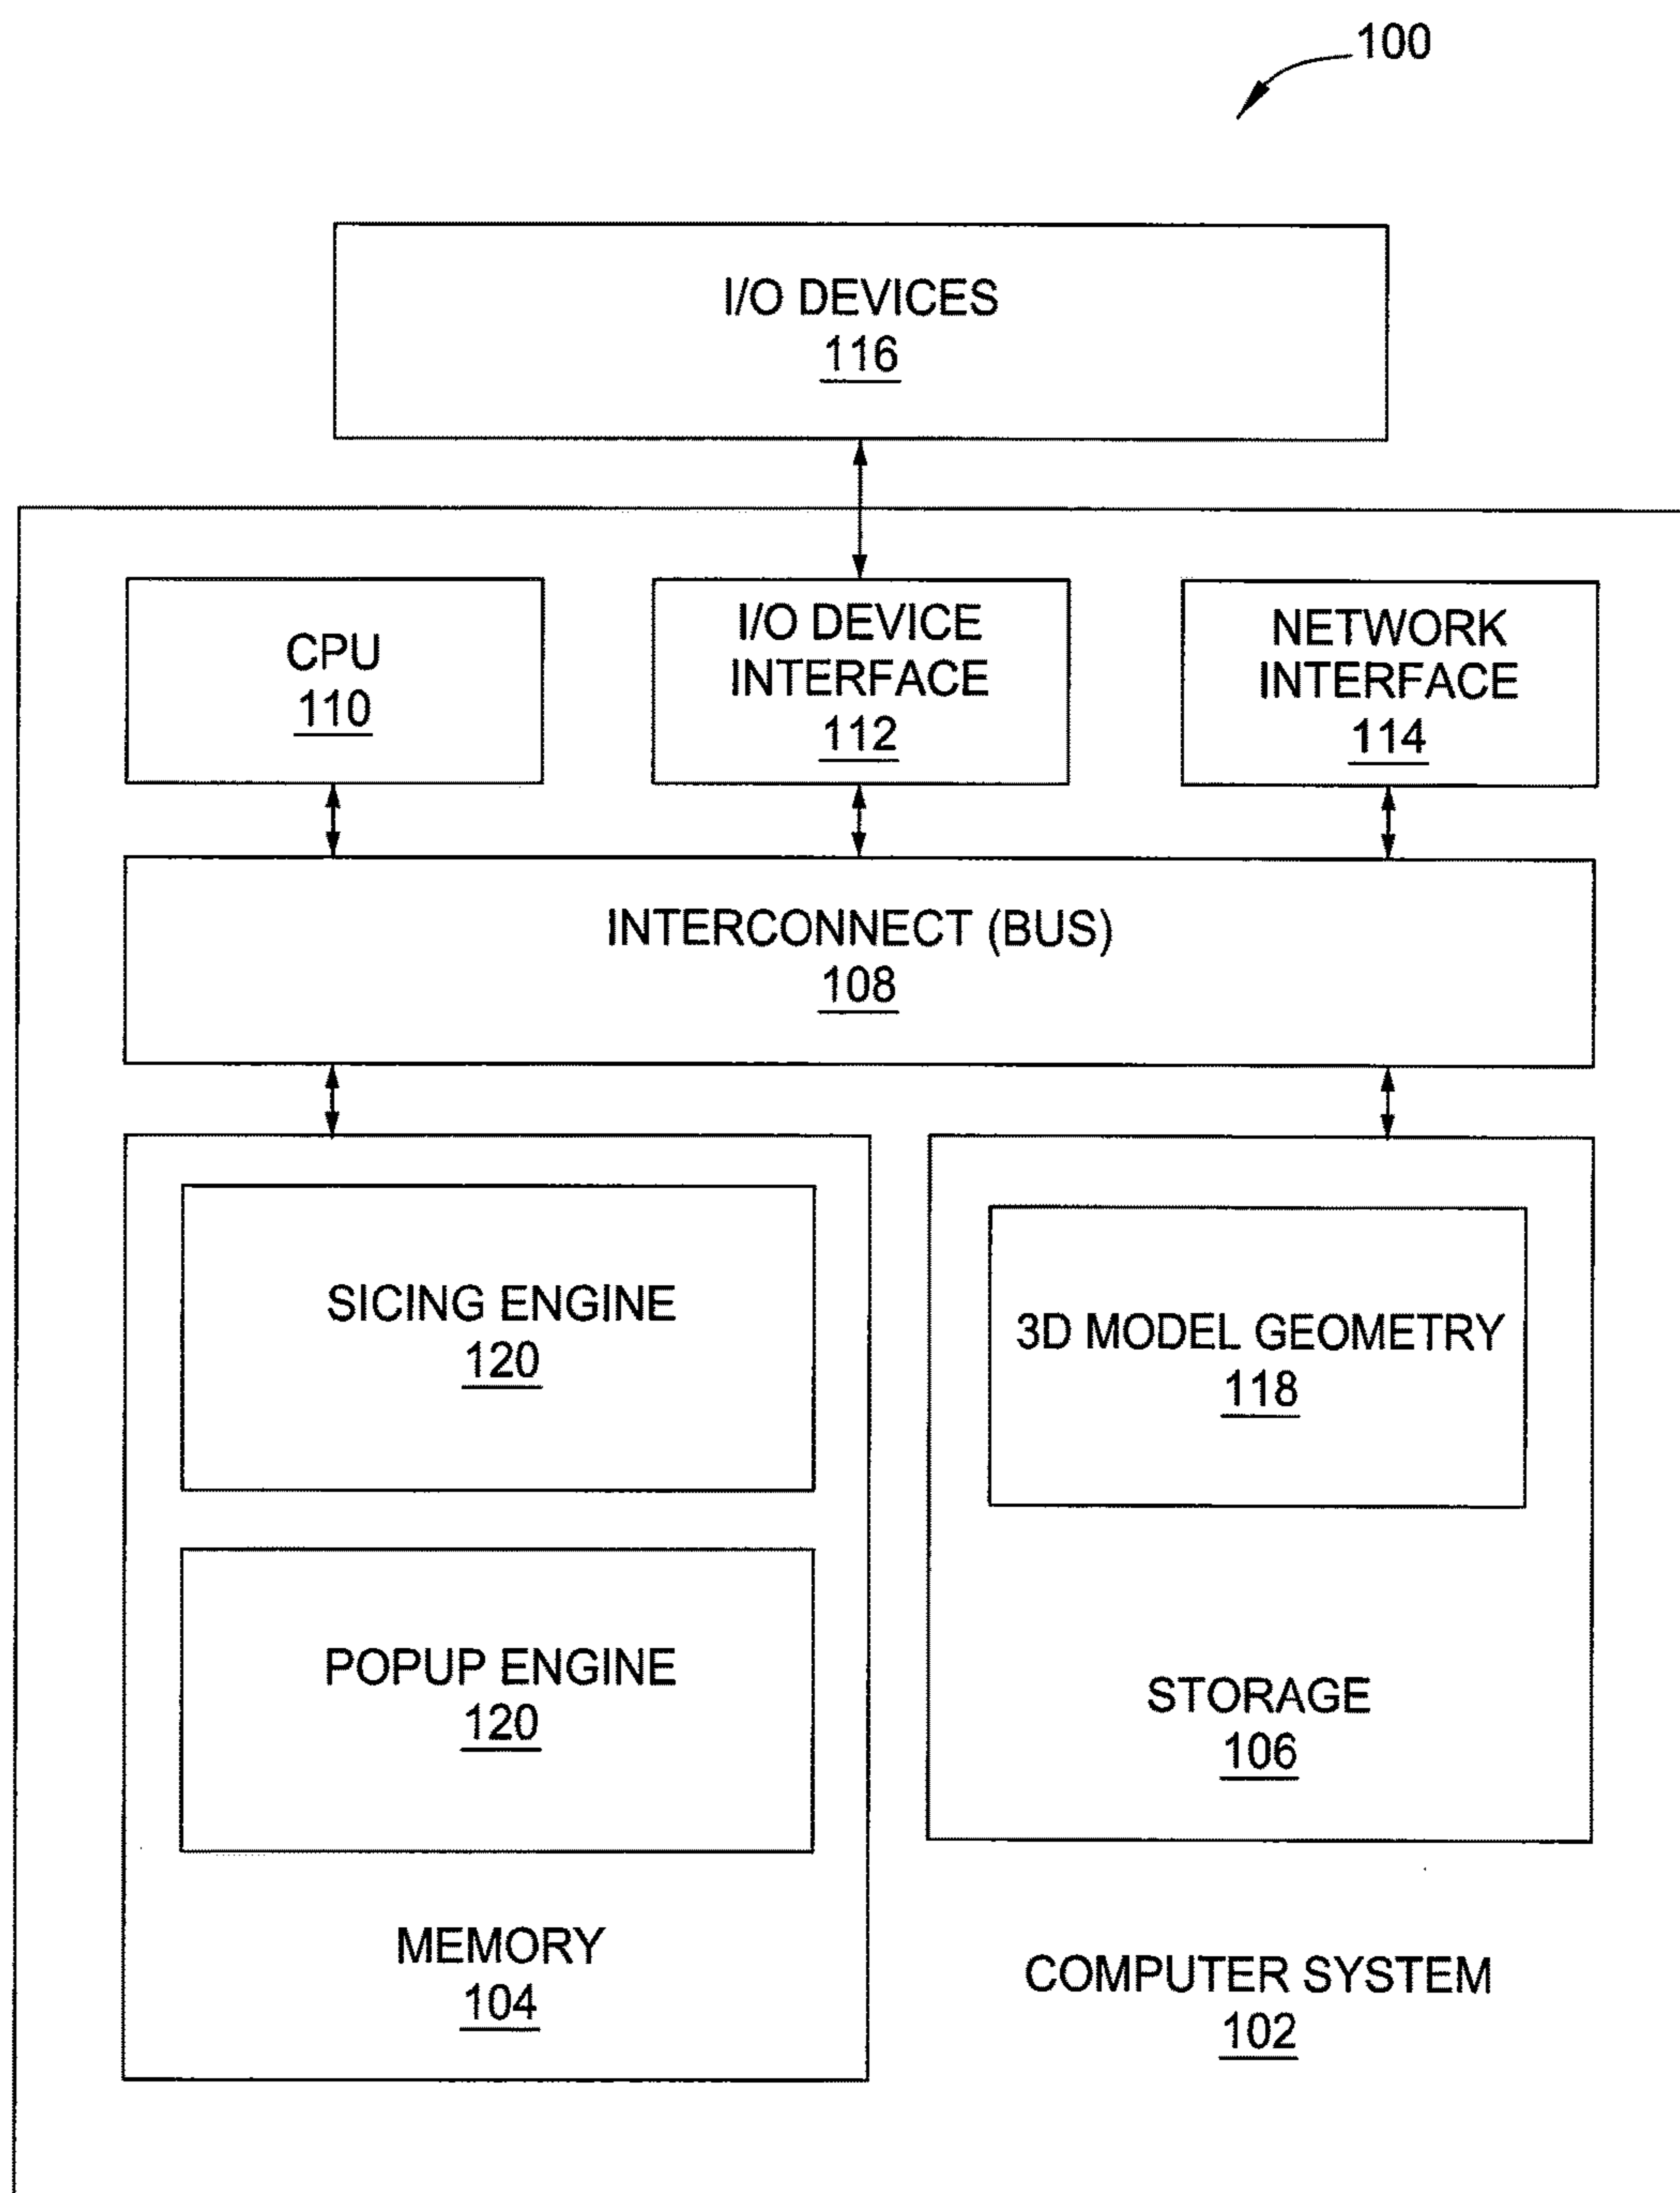 100
I/O DEVICES
116
CPU
110
I/O DEVICE
INTERFACE
112
NETWORK
INTERFACE
114
INTERCONNECT (BUS)
108
SICING ENGINE
120
POPUP ENGINE
120
MEMORY
104
3D MODEL GEOMETRY
118
STORAGE
106
COMPUTER SYSTEM
102